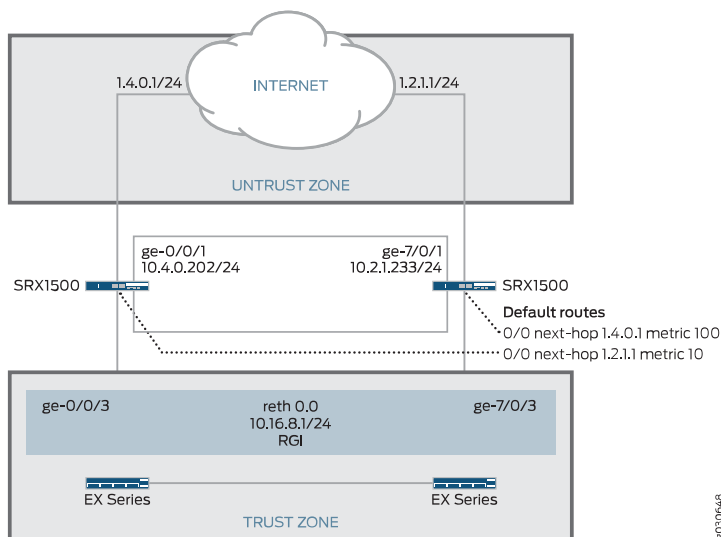 1.4.0.1/24
INTERNET
1.2.1.1/24
UNTRUST ZONE
ge-0/0/1
10.4.0.202/24
ge-7/0/1
10.2.1.233/24
SRX1500
SRX1500
Default routes
0/0 next-hop 1.4.0.1 metric 100
0/0 next-hop 1.2.1.1 metric 10
ge-0/0/3
reth 0.0
10.16.8.1/24
RGI
ge-7/0/3
EX Series
EX Series
TRUST ZONE
g030648